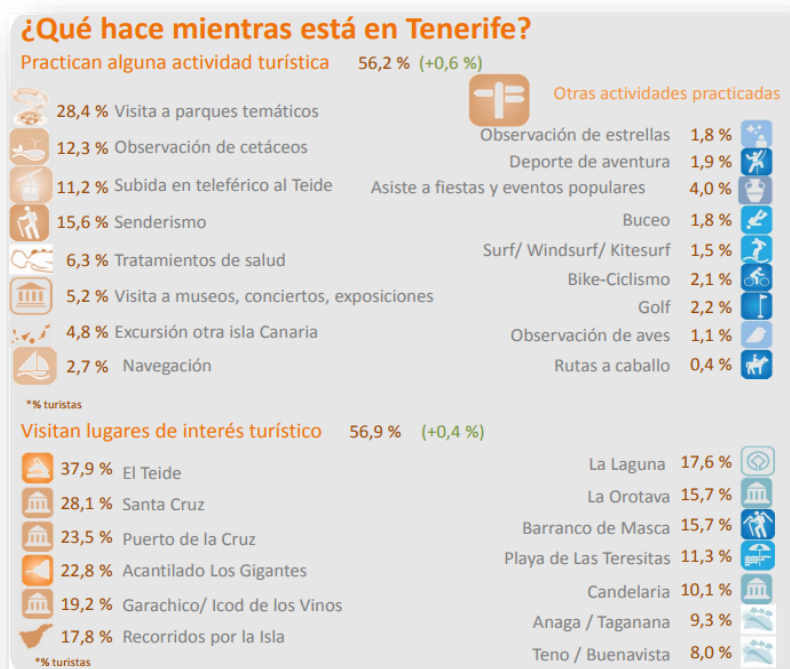 ¿Qué hace mientras está en Tenerife?
Practican alguna actividad turística 56,2 % (+0,6 %)
28,4 % Visita a parques temáticos
12,3 % Observación de cetáceos
11,2 % Subida en teleférico al Teide
15,6 % Senderismo
6,3 % Tratamientos de salud
5,2 % Visita a museos, conciertos, exposiciones
4,8 % Excursión otra isla Canaria
2,7 % Navegación
*% turistas
Otras actividades practicadas
Observación de estrellas 1,8 %
Deporte de aventura 1,9 %
Asiste a fiestas y eventos populares 4,0 %
Buceo 1,8 %
Surf/ Windsurf/ Kitesurf 1,5 %
Bike-Ciclismo 2,1 %
Golf 2,2 %
Observación de aves 1,1 %
Rutas a caballo 0,4 %
Visitan lugares de interés turístico 56,9 % (+0,4 %)
37,9 % El Teide
28,1 % Santa Cruz
23,5 % Puerto de la Cruz
22,8 % Acantilado Los Gigantes
19,2 % Garachico/ Icod de los Vinos
17,8 % Recorridos por la Isla
*% turistas
La Laguna 17,6 %
La Orotava 15,7 %
Barranco de Masca 15,7 %
Playa de Las Teresitas 11,3 %
Candelaria 10,1 %
Anaga / Taganana 9,3 %
Teno / Buenavista 8,0 %